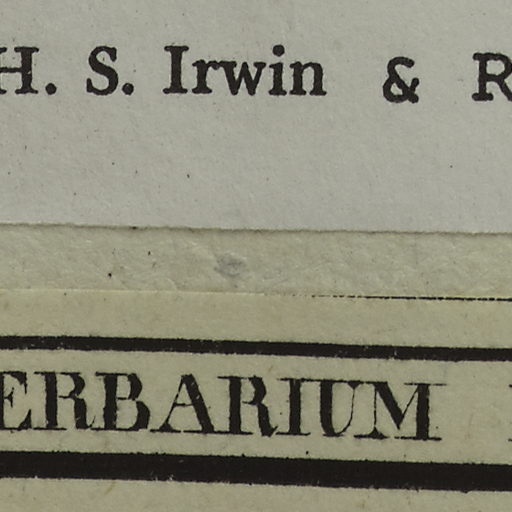 H. S. Irwin & R
ERBARIUM